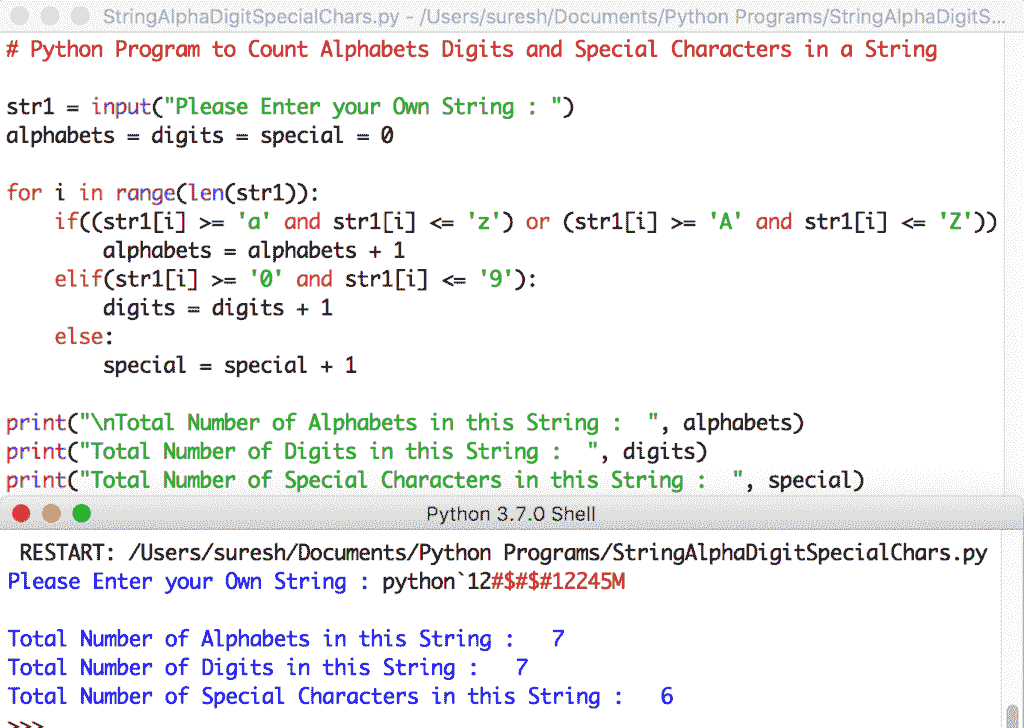 StringAlphaDigitSpecialChars.py - /Users/suresh/Documents/Python Programs/StringAlphaDigitS...
# Python Program to Count Alphabets Digits and Special Characters in a String
str1 = input("Please Enter your Own String : ")
alphabets = digits = special = 0
for i in range(len(str1)):
    if((str1[i] >= 'a' and str1[i] <= 'z') or (str1[i] >= 'A' and str1[i] <= 'Z'))
        alphabets = alphabets + 1
    elif(str1[i] >= '0' and str1[i] <= '9'):
        digits = digits + 1
    else:
        special = special + 1
print("\nTotal Number of Alphabets in this String :  ", alphabets)
print("Total Number of Digits in this String :  ", digits)
print("Total Number of Special Characters in this String :  ", special)
Python 3.7.0 Shell
RESTART: /Users/suresh/Documents/Python Programs/StringAlphaDigitSpecialChars.py
Please Enter your Own String : python`12#$#$#12245M
Total Number of Alphabets in this String :   7
Total Number of Digits in this String :   7
Total Number of Special Characters in this String :   6
>>>